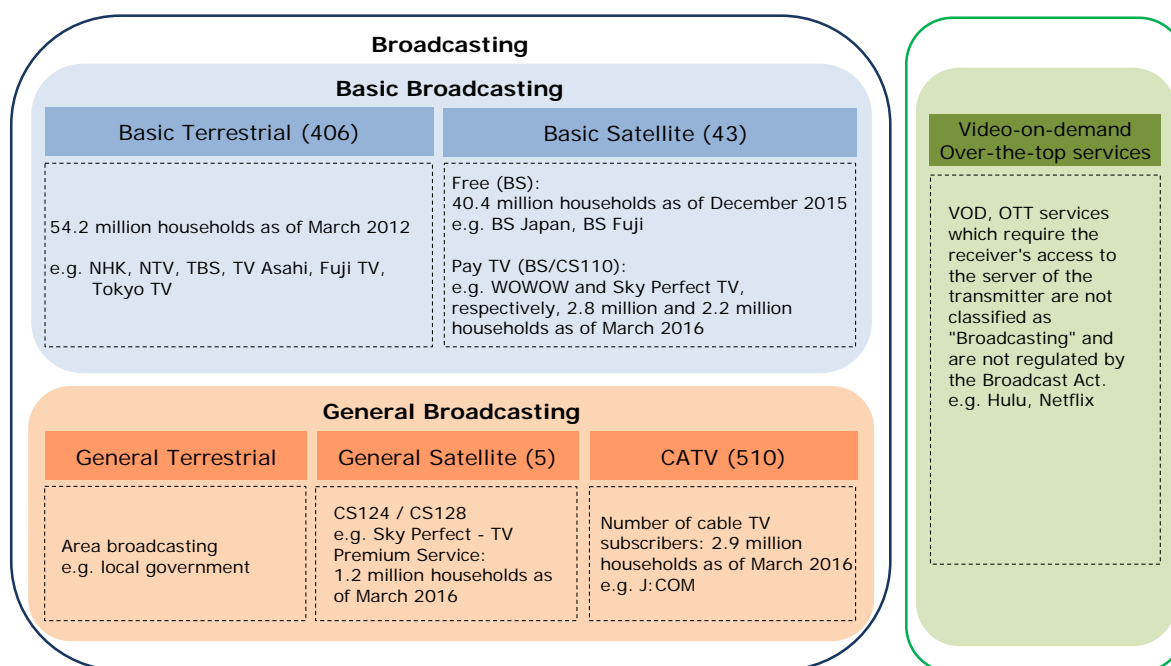 Broadcasting
Basic Broadcasting
Basic Terrestrial (406)
54.2 million households as of March 2012
e.g. NHK, NTV, TBS, TV Asahi, Fuji TV,
Tokyo TV
Basic Satellite (43)
Free (BS):
40.4 million households as of December 2015
e.g. BS Japan, BS Fuji
Pay TV (BS/CS110):
e.g. WOWOW and Sky Perfect TV,
respectively, 2.8 million and 2.2 million
households as of March 2016
General Broadcasting
General Terrestrial
Area broadcasting
e.g. local government
General Satellite (5)
CS124 / CS128
e.g. Sky Perfect - TV
Premium Service:
1.2 million households as
of March 2016
CATV (510)
Number of cable TV
subscribers: 2.9 million
households as of March 2016
e.g. J:COM
Video-on-demand
Over-the-top services
VOD, OTT services
which require the
receiver's access to
the server of the
transmitter are not
classified as
"Broadcasting" and
are not regulated by
the Broadcast Act.
e.g. Hulu, Netflix